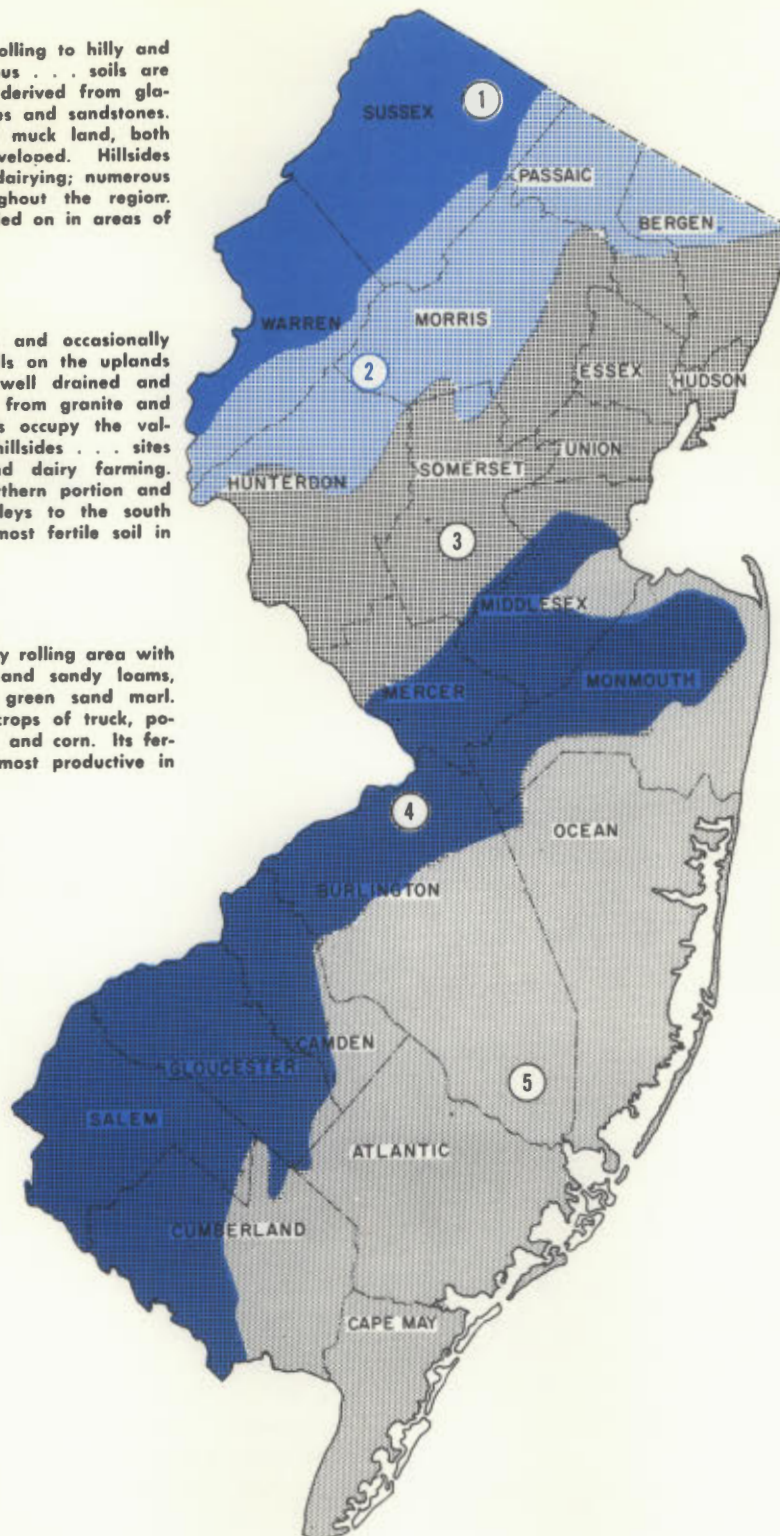 olling to hilly and
us . . . soils are
derived from gla-
es and sandstones.
muck land, both
veloped. Hillsides
dairying; numerous
ghout the region.
ied on in areas of
and occasionally
ls on the uplands
well drained and
from granite and
s occupy the val-
hillsides . . . sites
nd dairy farming.
rthern portion and
leys to the south
most fertile soil in
y rolling area with
and sandy loams,
green sand marl.
crops of truck, po-
and corn. Its fer-
most productive in
1
SUSSEX
PASSAIC
BERGEN
WARREN
MORRIS
2
ESSEX
HUDSON
UNION
SOMERSET
HUNTERDON
3
MIDDLESEX
MERCER
MONMOUTH
4
OCEAN
BURLINGTON
CAMDEN
GLOUCESTER
5
SALEM
ATLANTIC
CUMBERLAND
CAPE MAY